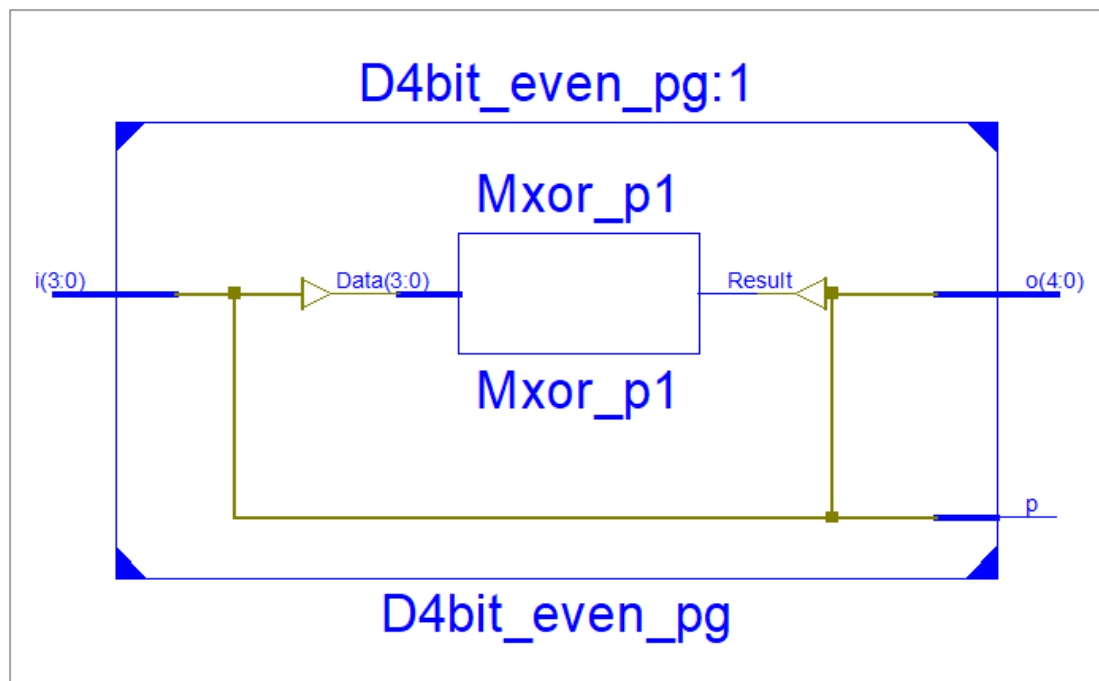 D4bit_even_pg:1
Mxor_p1
i(3:0)
Data(3:0)
Result
o(4:0)
Mxor_p1
p
D4bit_even_pg